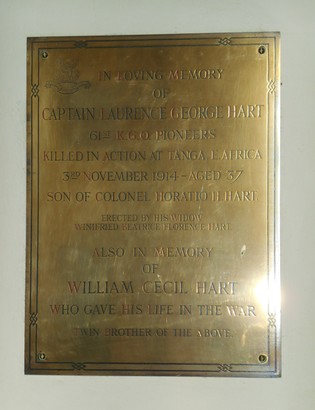 IN LOVING MEMORY
OF
CAPTAIN LAURENCE GEORGE HART
61ST K.G.O. PIONEERS
KILLED IN ACTION AT TANGA, E. AFRICA
3RD NOVEMBER 1914 - AGED 37
SON OF COLONEL HORATIO H. HART
ERECTED BY HIS WIDOW
WINIFRED BEATRICE FLORENCE HART
ALSO IN MEMORY
OF
WILLIAM CECIL HART
WHO GAVE HIS LIFE IN THE WAR
TWIN BROTHER OF THE ABOVE.